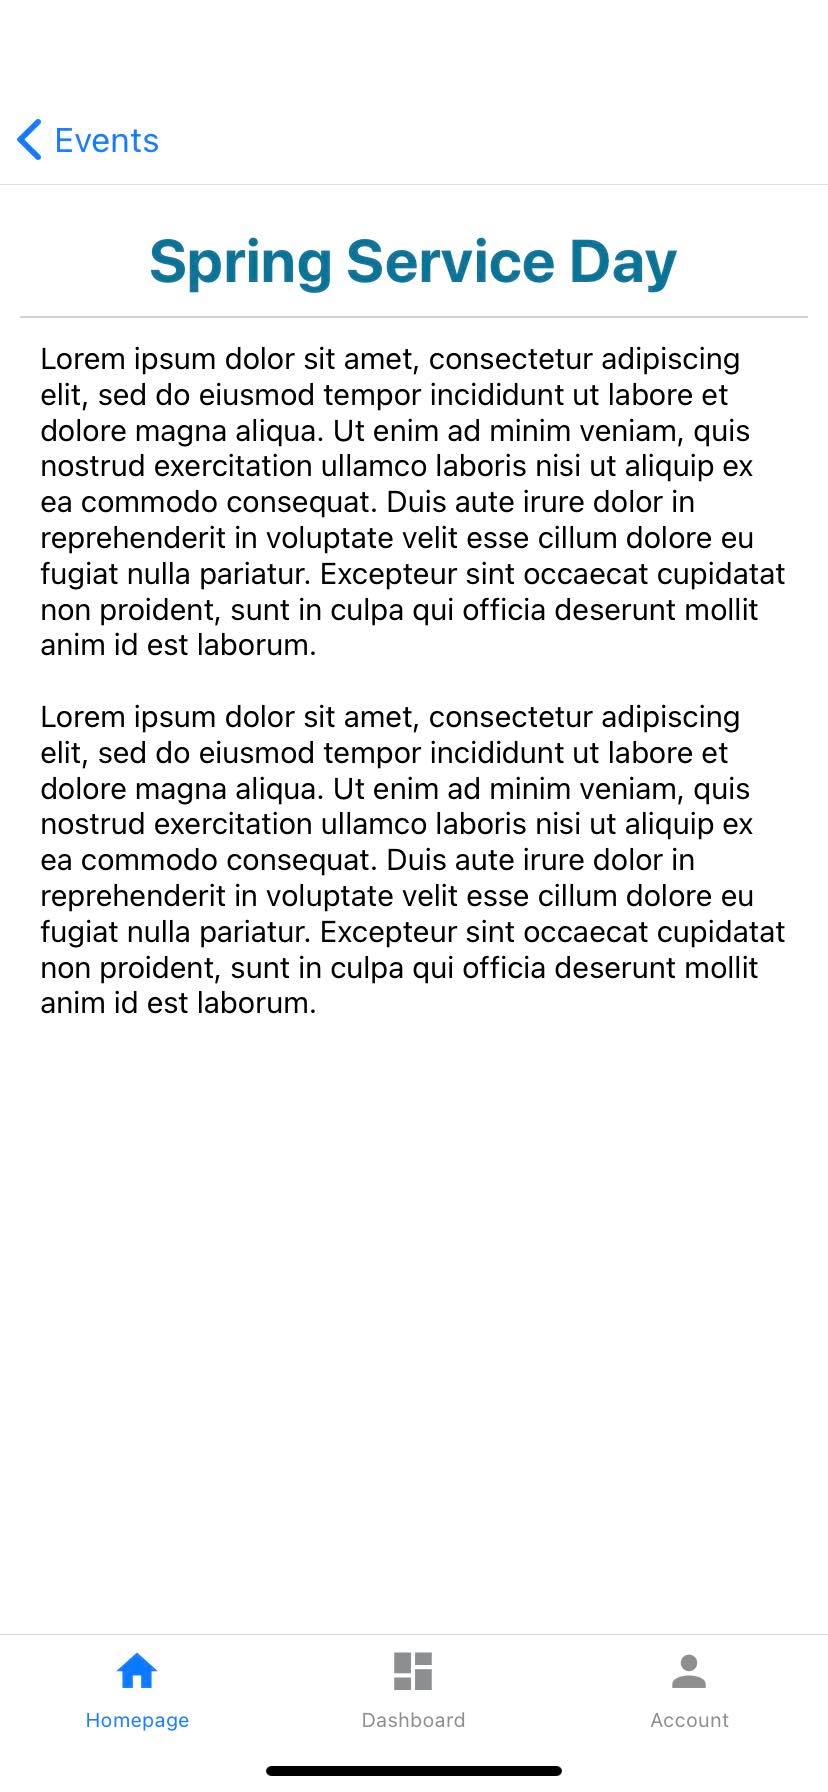 Events
Spring Service Day
Lorem ipsum dolor sit amet, consectetur adipiscing
elit, sed do eiusmod tempor incididunt ut labore et
dolore magna aliqua. Ut enim ad minim veniam, quis
nostrud exercitation ullamco laboris nisi ut aliquip ex
ea commodo consequat. Duis aute irure dolor in
reprehenderit in voluptate velit esse cillum dolore eu
fugiat nulla pariatur. Excepteur sint occaecat cupidatat
non proident, sunt in culpa qui officia deserunt mollit
anim id est laborum.
Lorem ipsum dolor sit amet, consectetur adipiscing
elit, sed do eiusmod tempor incididunt ut labore et
dolore magna aliqua. Ut enim ad minim veniam, quis
nostrud exercitation ullamco laboris nisi ut aliquip ex
ea commodo consequat. Duis aute irure dolor in
reprehenderit in voluptate velit esse cillum dolore eu
fugiat nulla pariatur. Excepteur sint occaecat cupidatat
non proident, sunt in culpa qui officia deserunt mollit
anim id est laborum.
Homepage Dashboard Account